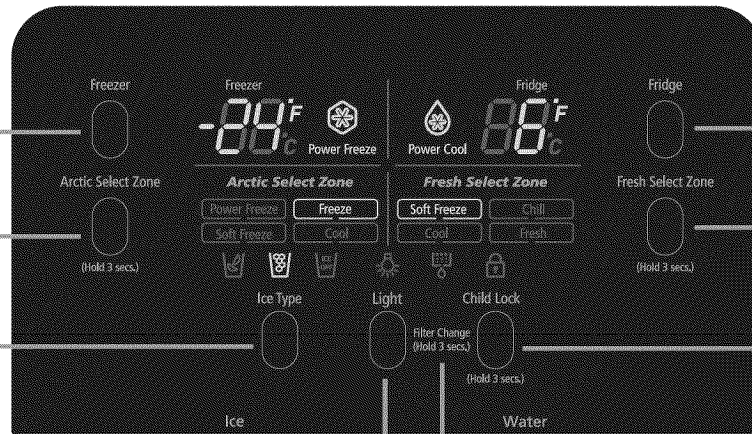 Freezer Freezer Fridge Fridge
-24°F 6°F
°C °C
Power Freeze Power Cool
Arctic Select Zone Arctic Select Zone Fresh Select Zone Fresh Select Zone
Power Freeze Freeze Soft Freeze Chill
Soft Freeze Cool Cool Fresh
(Hold 3 secs.) (Hold 3 secs.)
ICE OFF
Ice Type Light Child Lock
Filter Change
(Hold 3 secs.)
(Hold 3 secs.)
Ice Water